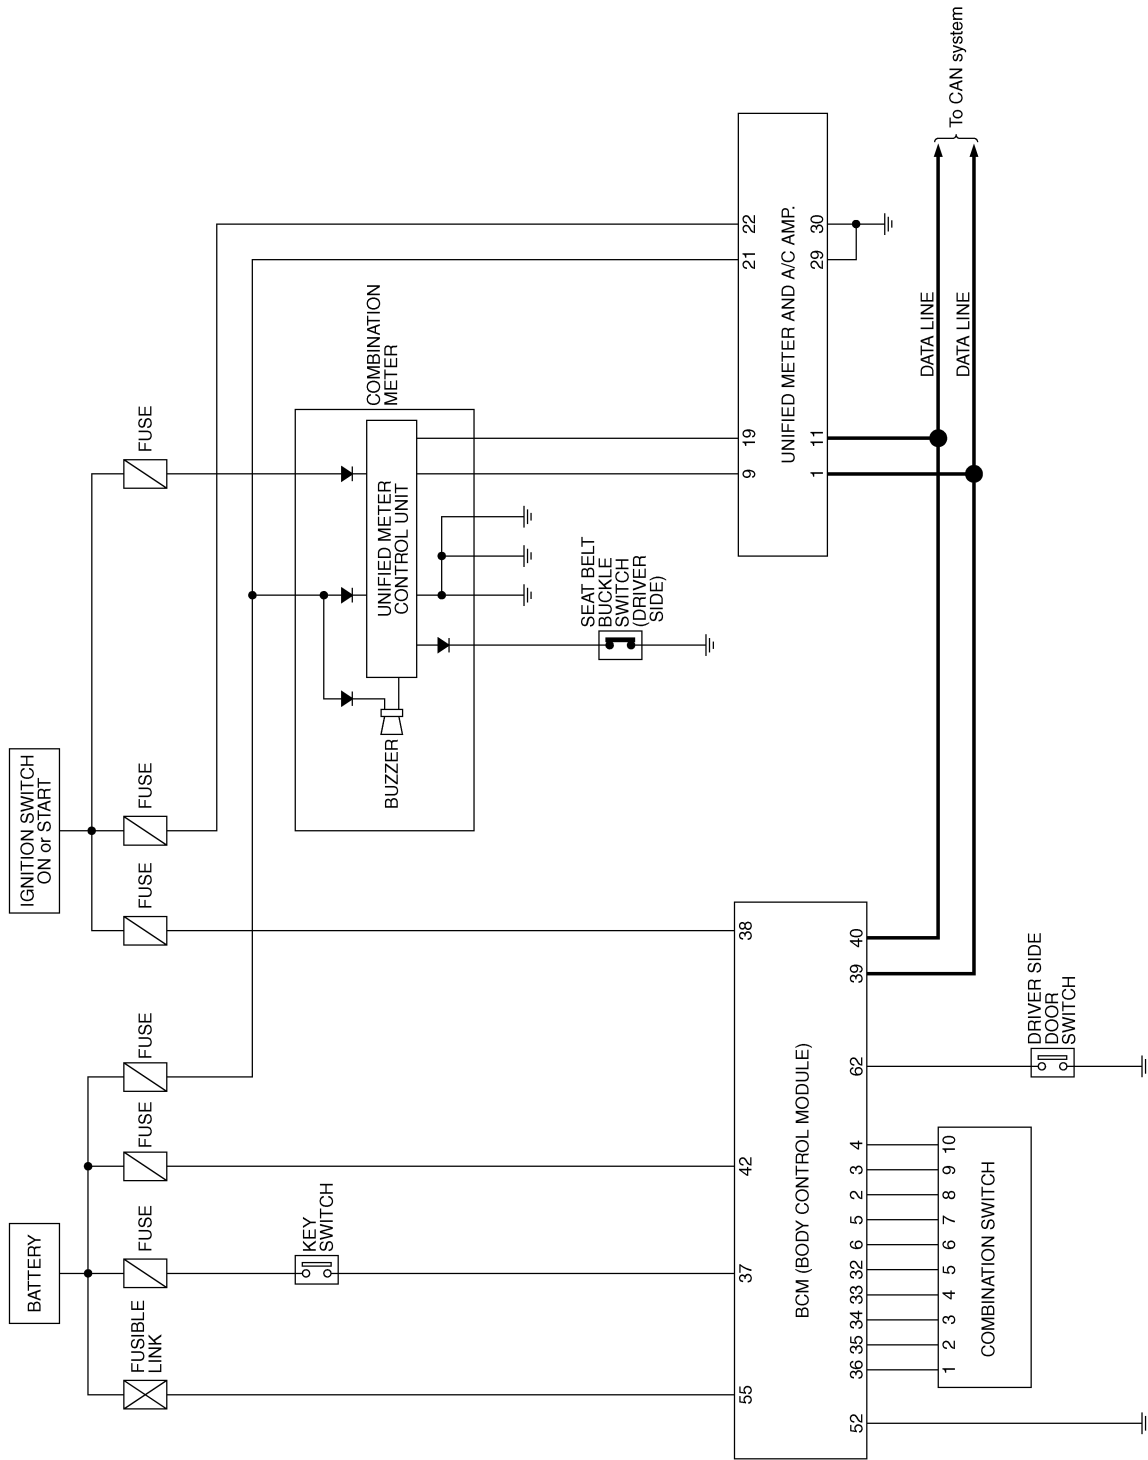 BATTERY
IGNITION SWITCH
ON or START
FUSIBLE
LINK
FUSE
FUSE
FUSE
FUSE
FUSE
FUSE
KEY
SWITCH
COMBINATION
METER
BUZZER
UNIFIED METER
CONTROL UNIT
SEAT BELT
BUCKLE
SWITCH
(DRIVER
SIDE)
55
37
42
38
9
19
21
22
BCM (BODY CONTROL MODULE)
UNIFIED METER AND A/C AMP.
52
36
35
34
33
32
6
5
2
3
4
62
39
40
1
11
29
30
1
2
3
4
5
6
7
8
9
10
COMBINATION SWITCH
DRIVER SIDE
DOOR
SWITCH
DATA LINE
DATA LINE
To CAN system